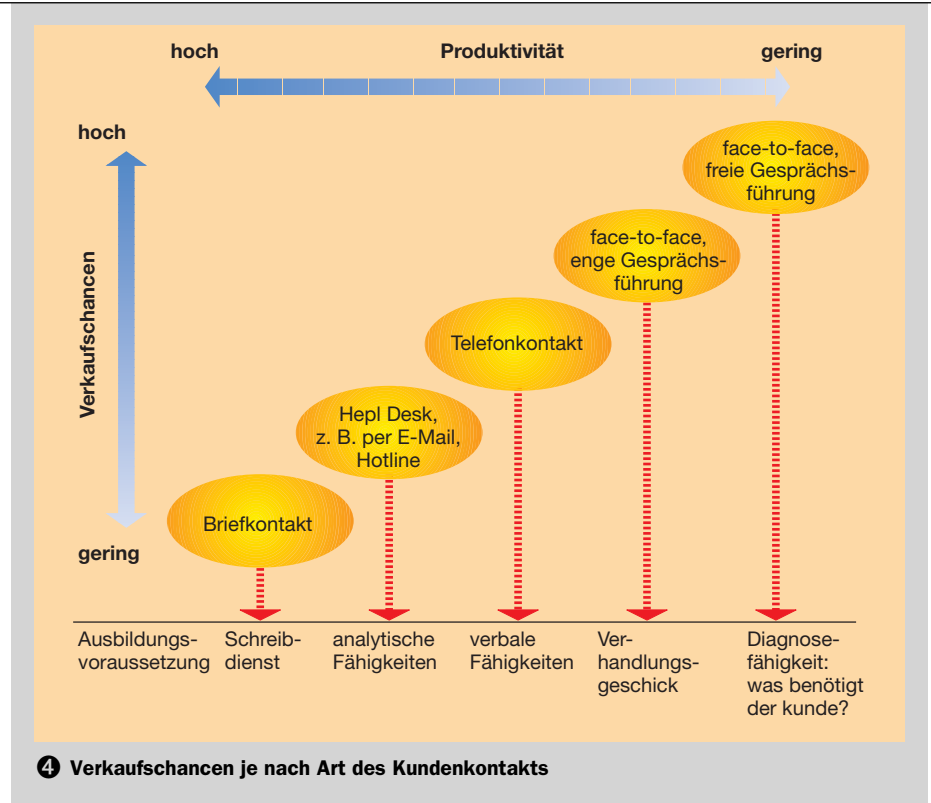 hoch Produktivität gering
hoch
face-to-face,
freie Gesprächs-
führung
face-to-face,
enge Gesprächs-
führung
Verkaufschancen
Telefonkontakt
Hepl Desk,
z. B. per E-Mail,
Hotline
Briefkontakt
gering
Ausbildungs-
voraussetzung
Schreib-
dienst
analytische
Fähigkeiten
verbale
Fähigkeiten
Ver-
handlungs-
geschick
Diagnose-
fähigkeit:
was benötigt
der kunde?
❹ Verkaufschancen je nach Art des Kundenkontakts